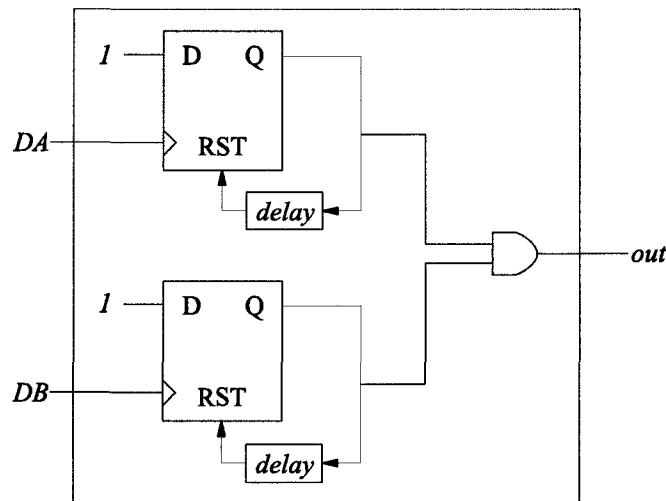 1 D Q
DA RST
delay
out
1 D Q
DB RST
delay